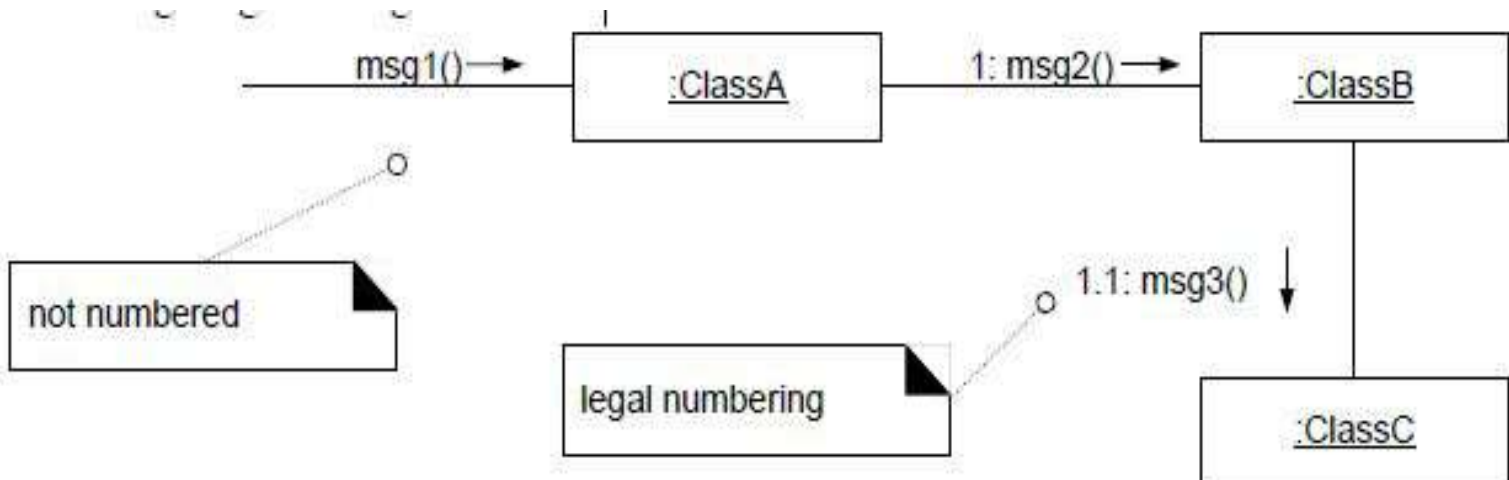 msg1()
:ClassA
1: msg2()
:ClassB
not numbered
1.1: msg3()
legal numbering
:ClassC